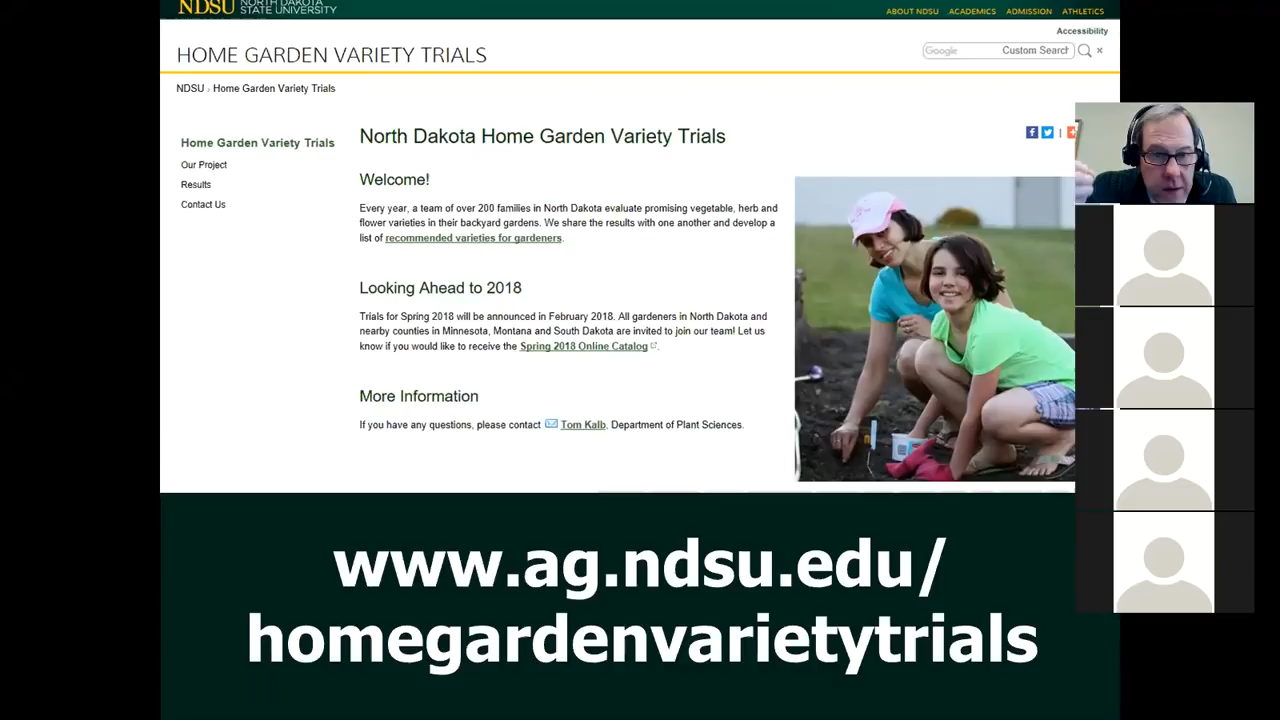 NDSU NORTH DAKOTA
STATE UNIVERSITY
ABOUT NDSU ACADEMICS ADMISSION ATHLETICS
Accessibility
HOME GARDEN VARIETY TRIALS
Google Custom Search
NDSU › Home Garden Variety Trials
Home Garden Variety Trials
Our Project
Results
Contact Us
North Dakota Home Garden Variety Trials
Welcome!
Every year, a team of over 200 families in North Dakota evaluate promising vegetable, herb and
flower varieties in their backyard gardens. We share the results with one another and develop a
list of recommended varieties for gardeners.
Looking Ahead to 2018
Trials for Spring 2018 will be announced in February 2018. All gardeners in North Dakota and
nearby counties in Minnesota, Montana and South Dakota are invited to join our team! Let us
know if you would like to receive the Spring 2018 Online Catalog.
More Information
If you have any questions, please contact Tom Kalb, Department of Plant Sciences.
www.ag.ndsu.edu/
homegardenvarietytrials